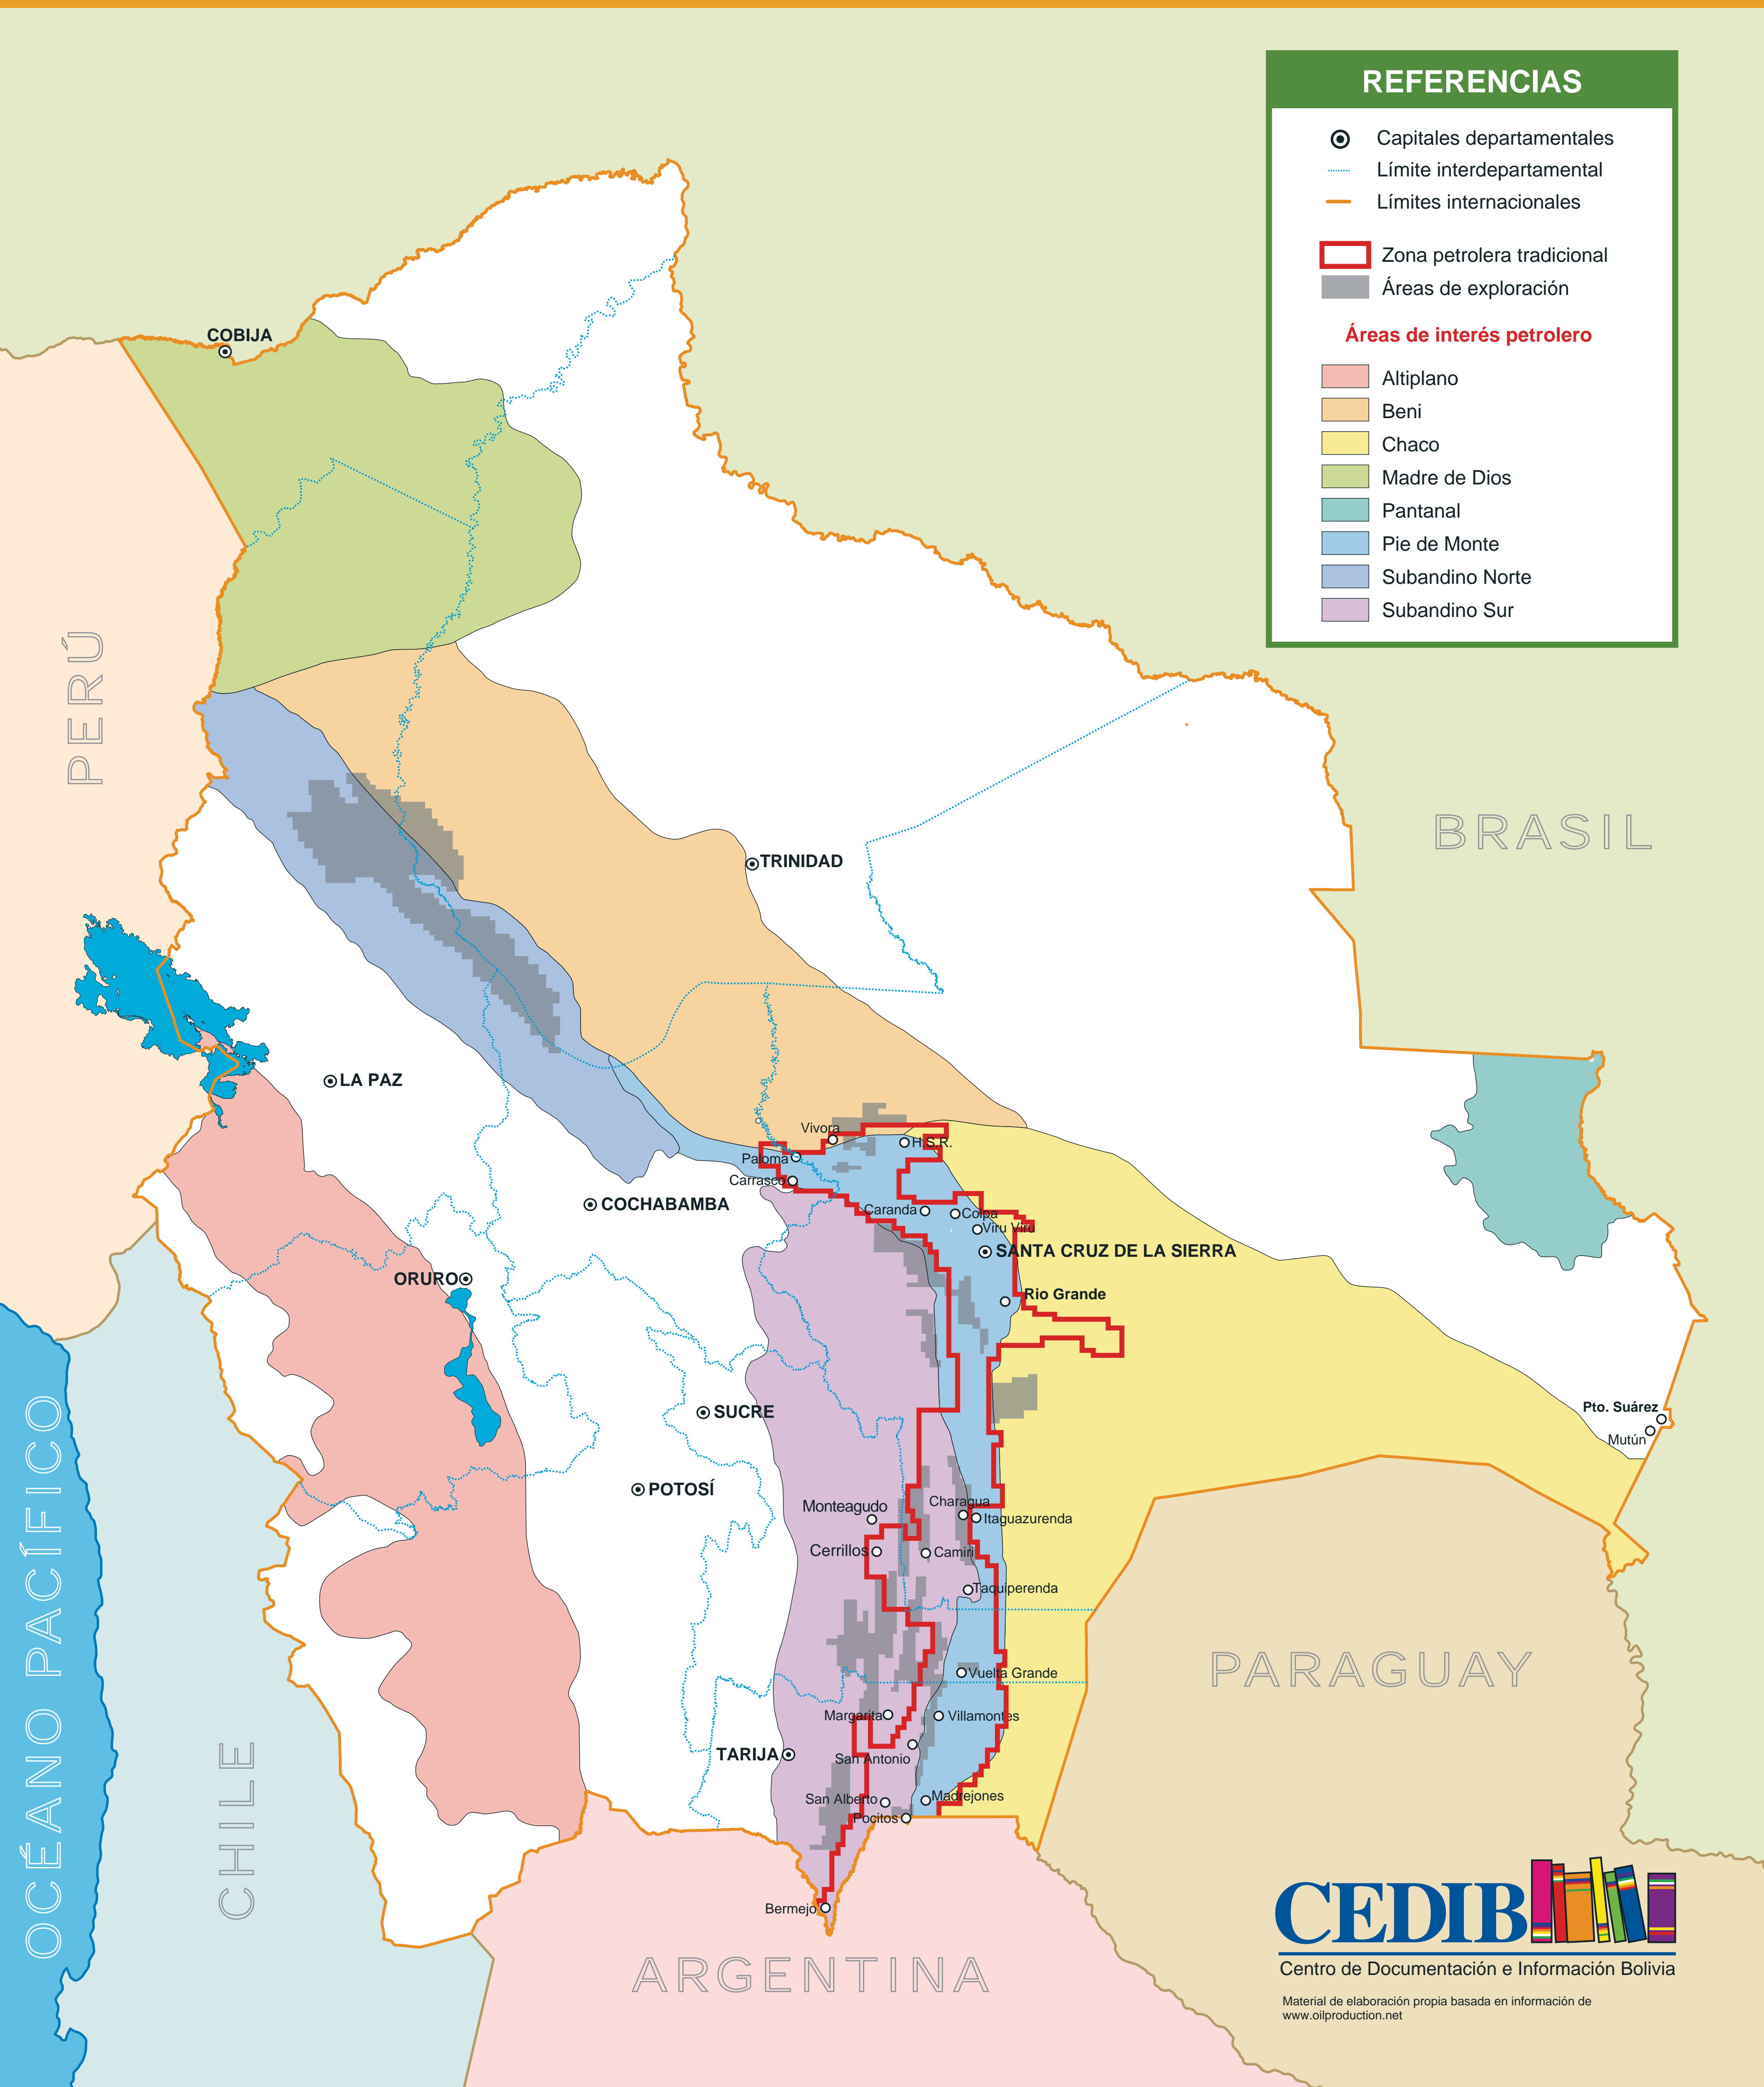 REFERENCIAS
Capitales departamentales
Límite interdepartamental
Límites internacionales
Zona petrolera tradicional
Áreas de exploración
Áreas de interés petrolero
Altiplano
Beni
Chaco
Madre de Dios
Pantanal
Pie de Monte
Subandino Norte
Subandino Sur
COBIJA
PERÚ
BRASIL
TRINIDAD
LA PAZ
Vivora
H.S.R.
Paloma
Carrasco
COCHABAMBA
Caranda
Colpa
Viru Viru
SANTA CRUZ DE LA SIERRA
ORURO
Rio Grande
SUCRE
Pto. Suárez
Mutún
POTOSÍ
Monteagudo
Charagua
Itaguazurenda
Cerrillos
Camiri
Taquiperenda
OCÉANO PACÍFICO
PARAGUAY
Vuelta Grande
Margarita
Villamontes
TARIJA
San Antonio
CHILE
San Alberto
Madrejones
Pocitos
Bermejo
ARGENTINA
CEDIB
Centro de Documentación e Información Bolivia
Material de elaboración propia basada en información de
www.oilproduction.net